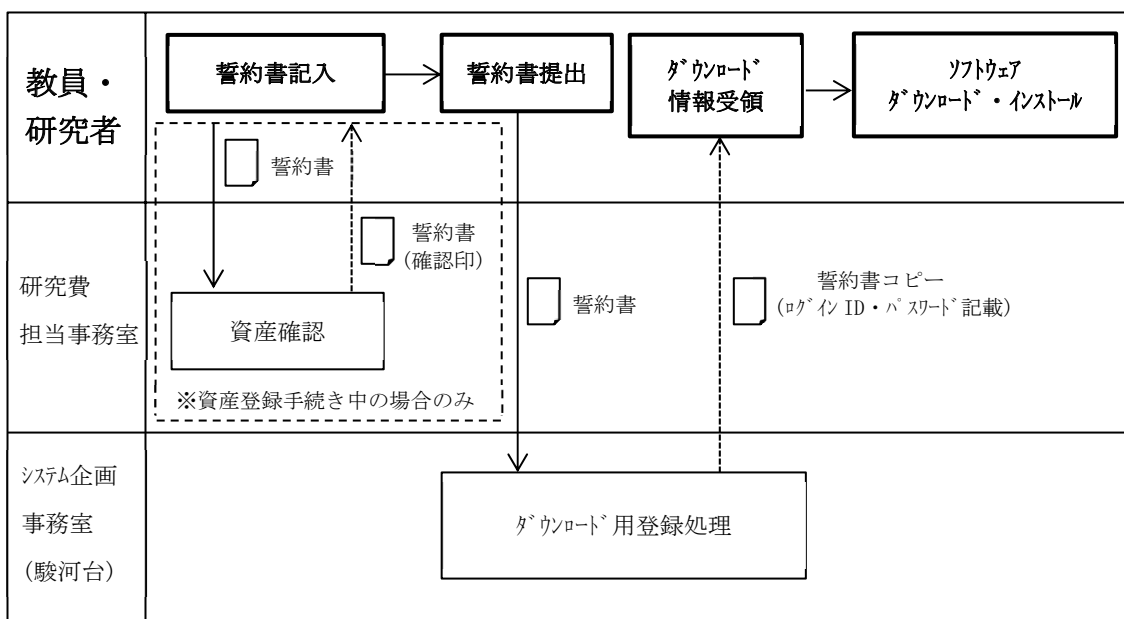 教員・
研究者
誓約書記入
誓約書提出
ﾀﾞｳﾝﾛｰﾄﾞ
情報受領
ｿﾌﾄｳｪｱ
ﾀﾞｳﾝﾛｰﾄﾞ・ｲﾝｽﾄｰﾙ
誓約書
研究費
担当事務室
誓約書
(確認印)
資産確認
※資産登録手続き中の場合のみ
誓約書
誓約書コピー
(ﾛｸﾞｲﾝ ID・ﾊﾟｽﾜｰﾄﾞ記載)
ｼｽﾃﾑ企画
事務室
(駿河台)
ﾀﾞｳﾝﾛｰﾄﾞ用登録処理